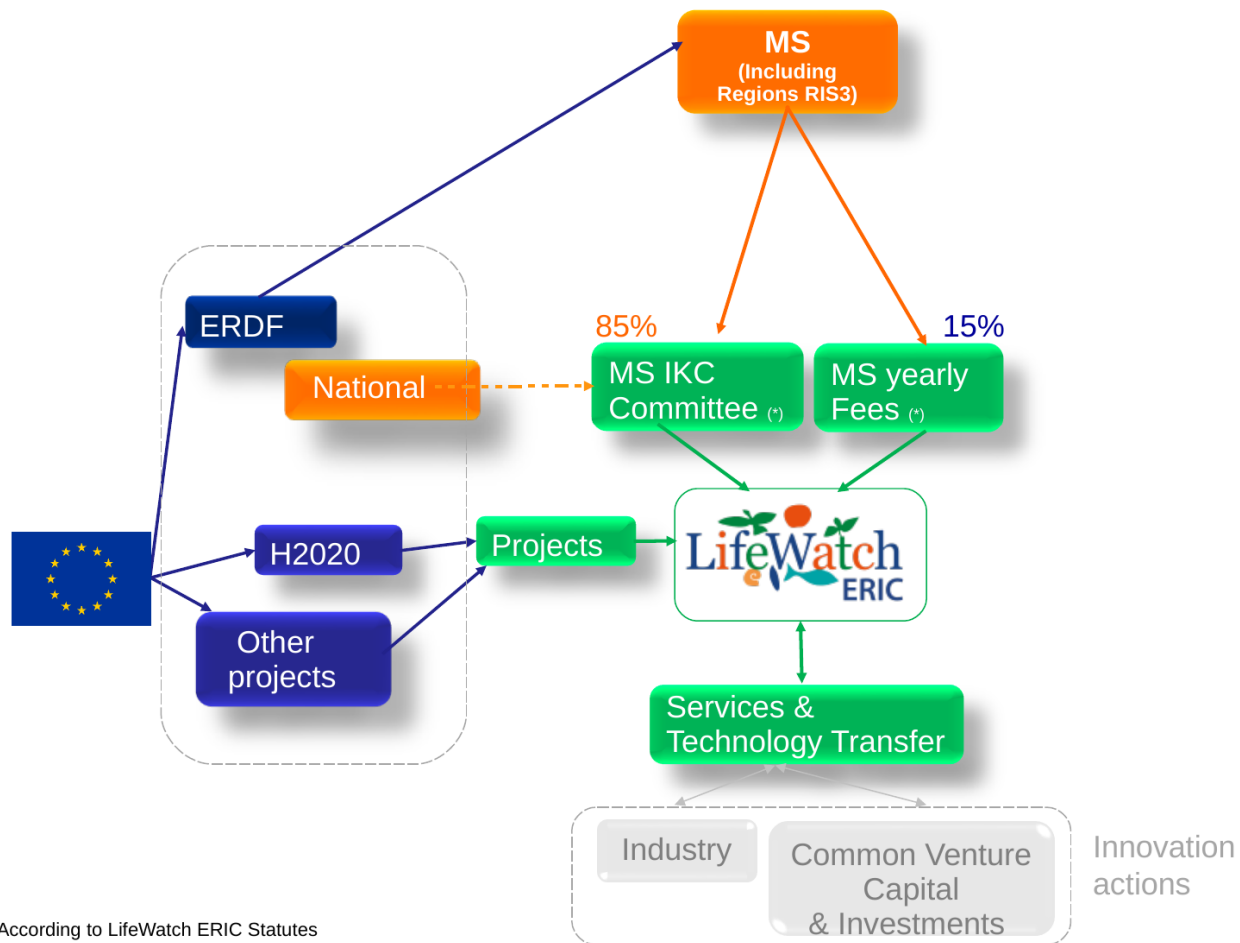 MS
(Including
Regions RIS3)
ERDF
85%
15%
National
MS IKC
Committee (*)
MS yearly
Fees (*)
H2020
Projects
LifeWatch
ERIC
Other
projects
Services &
Technology Transfer
Industry
Common Venture
Capital
& Investments
Innovation
actions
According to LifeWatch ERIC Statutes